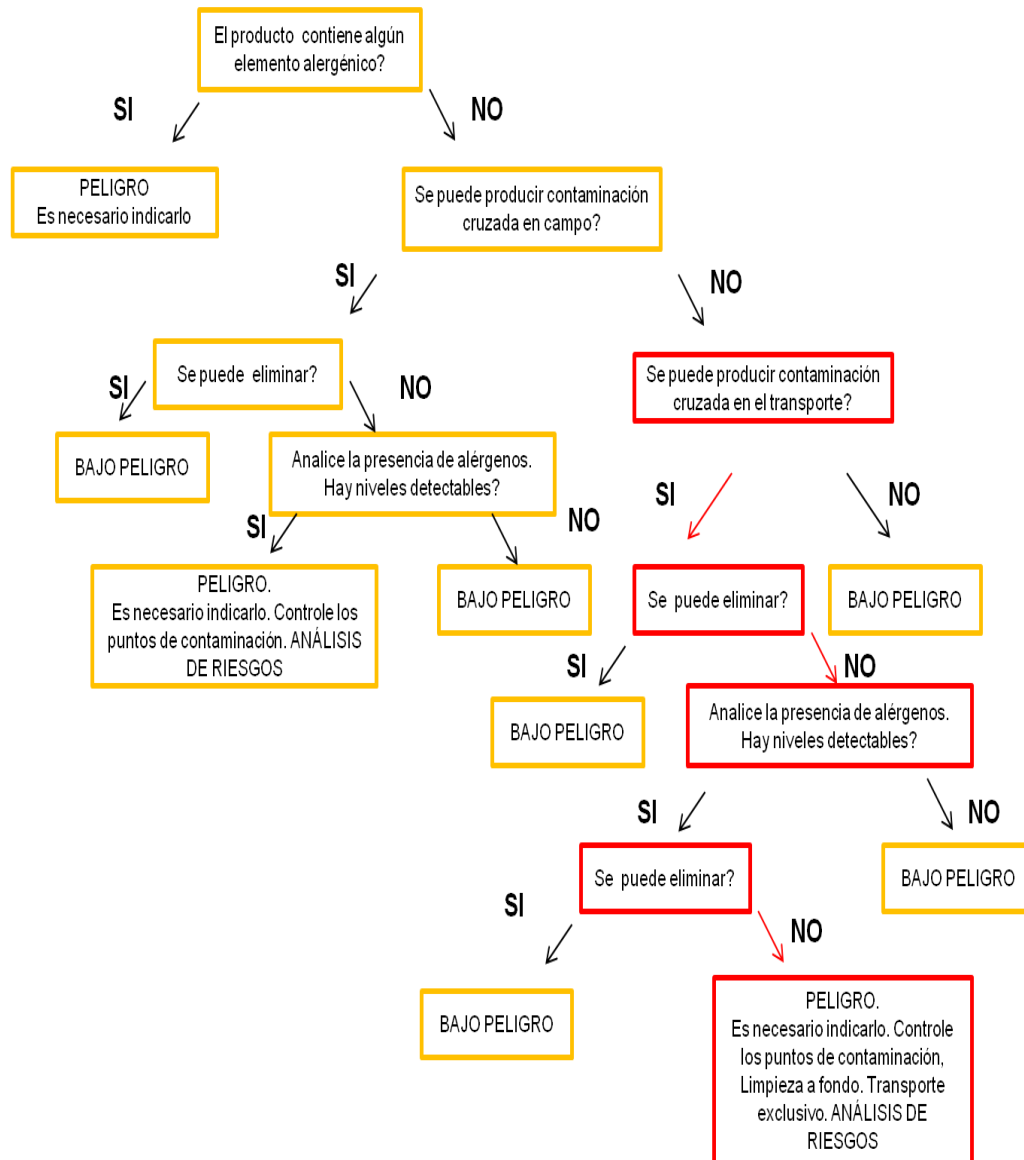 El producto contiene algún
elemento alergénico?
SI
NO
PELIGRO
Es necesario indicarlo
Se puede producir contaminación
cruzada en campo?
SI
NO
Se puede eliminar?
Se puede producir contaminación
cruzada en el transporte?
SI
NO
BAJO PELIGRO
Analice la presencia de alérgenos.
Hay niveles detectables?
SI
NO
SI
NO
PELIGRO.
Es necesario indicarlo. Controle los
puntos de contaminación. ANÁLISIS
DE RIESGOS
BAJO PELIGRO
Se puede eliminar?
BAJO PELIGRO
SI
NO
BAJO PELIGRO
Analice la presencia de alérgenos.
Hay niveles detectables?
SI
NO
Se puede eliminar?
BAJO PELIGRO
SI
NO
BAJO PELIGRO
PELIGRO.
Es necesario indicarlo. Controle
los puntos de contaminación,
Limpieza a fondo. Transporte
exclusivo. ANÁLISIS DE
RIESGOS